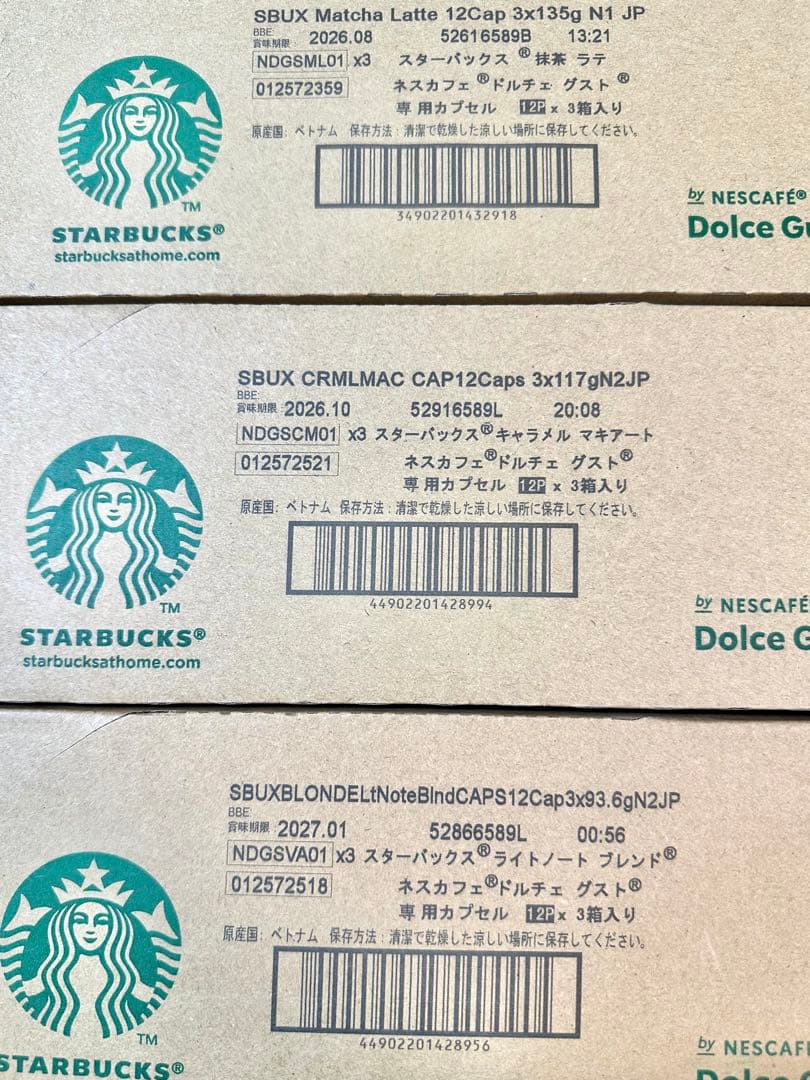 SBUX Matcha Latte 12Cap 3x135g N1 JP
BBE:
賞味期限 2026.08 52616589B 13:21
NDGSML01 x3 スターバックス® 抹茶 ラテ
012572359 ネスカフェ®ドルチェ グスト®
専用カプセル 12P x 3箱入り
原産国: ベトナム 保存方法:清潔で乾燥した涼しい場所に保存してください。
34902201432918
TM
STARBUCKS®
starbucksathome.com
by NESCAFÉ®
Dolce Gu
SBUX CRMLMAC CAP12Caps 3x117gN2JP
BBE:
賞味期限 2026.10 52916589L 20:08
NDGSCM01 x3 スターバックス®キャラメル マキアート
012572521 ネスカフェ®ドルチェ グスト®
専用カプセル 12P x 3箱入り
原産国: ベトナム 保存方法:清潔で乾燥した涼しい場所に保存してください。
44902201428994
TM
STARBUCKS®
starbucksathome.com
by NESCAFÉ
Dolce G
SBUXBLONDELtNoteBlndCAPS12Cap3x93.6gN2JP
BBE:
賞味期限 2027.01 52866589L 00:56
NDGSVA01 x3 スターバックス®ライトノート ブレンド®
012572518 ネスカフェ®ドルチェ グスト®
専用カプセル 12P x 3箱入り
原産国: ベトナム 保存方法:清潔で乾燥した涼しい場所に保存してください。
44902201428956
TM
STARBUCKS®
by NESCAFÉ
Dolce G